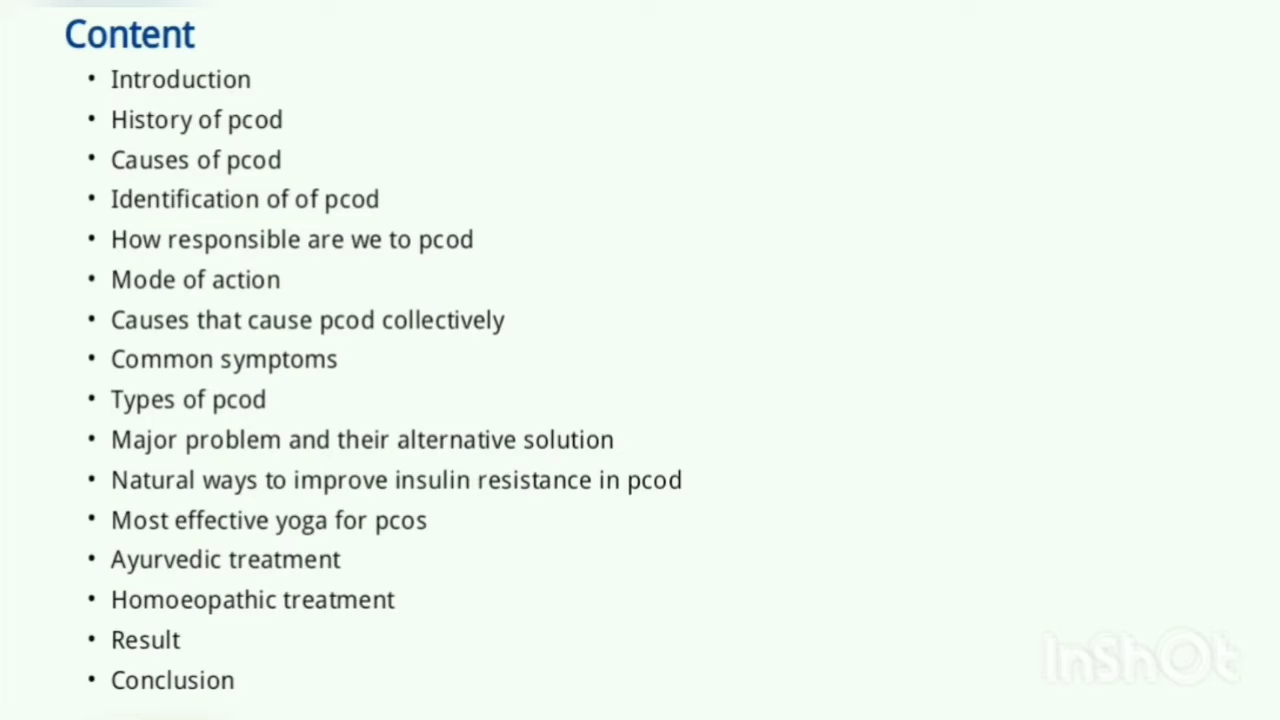 Content
• Introduction
• History of pcod
• Causes of pcod
• Identification of of pcod
• How responsible are we to pcod
• Mode of action
• Causes that cause pcod collectively
• Common symptoms
• Types of pcod
• Major problem and their alternative solution
• Natural ways to improve insulin resistance in pcod
• Most effective yoga for pcos
• Ayurvedic treatment
• Homoeopathic treatment
• Result
• Conclusion
InShOt